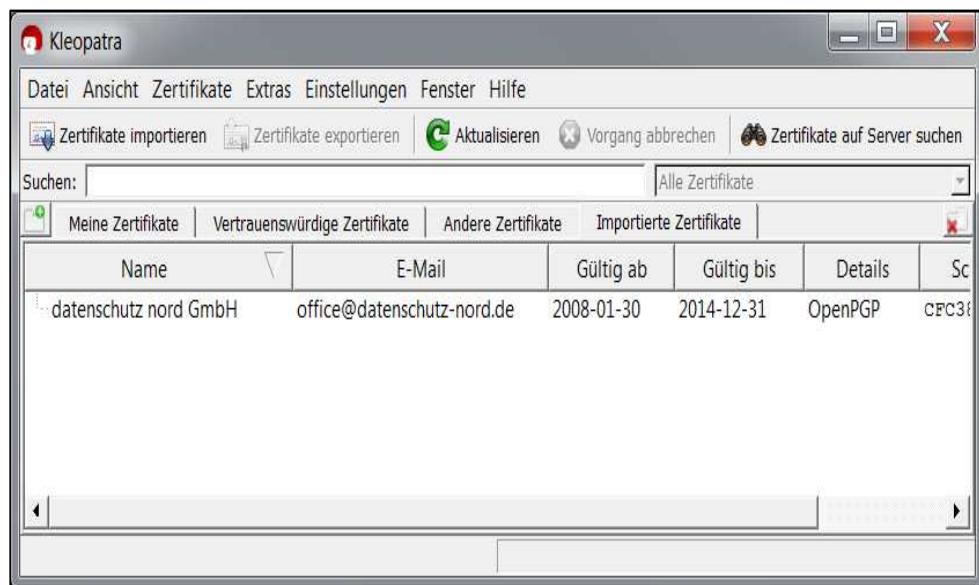 Kleopatra
Datei Ansicht Zertifikate Extras Einstellungen Fenster Hilfe
Zertifikate importieren Zertifikate exportieren Aktualisieren Vorgang abbrechen Zertifikate auf Server suchen
Suchen: Alle Zertifikate
Meine Zertifikate Vertrauenswürdige Zertifikate Andere Zertifikate Importierte Zertifikate
Name E-Mail Gültig ab Gültig bis Details Sc
datenschutz nord GmbH office@datenschutz-nord.de 2008-01-30 2014-12-31 OpenPGP